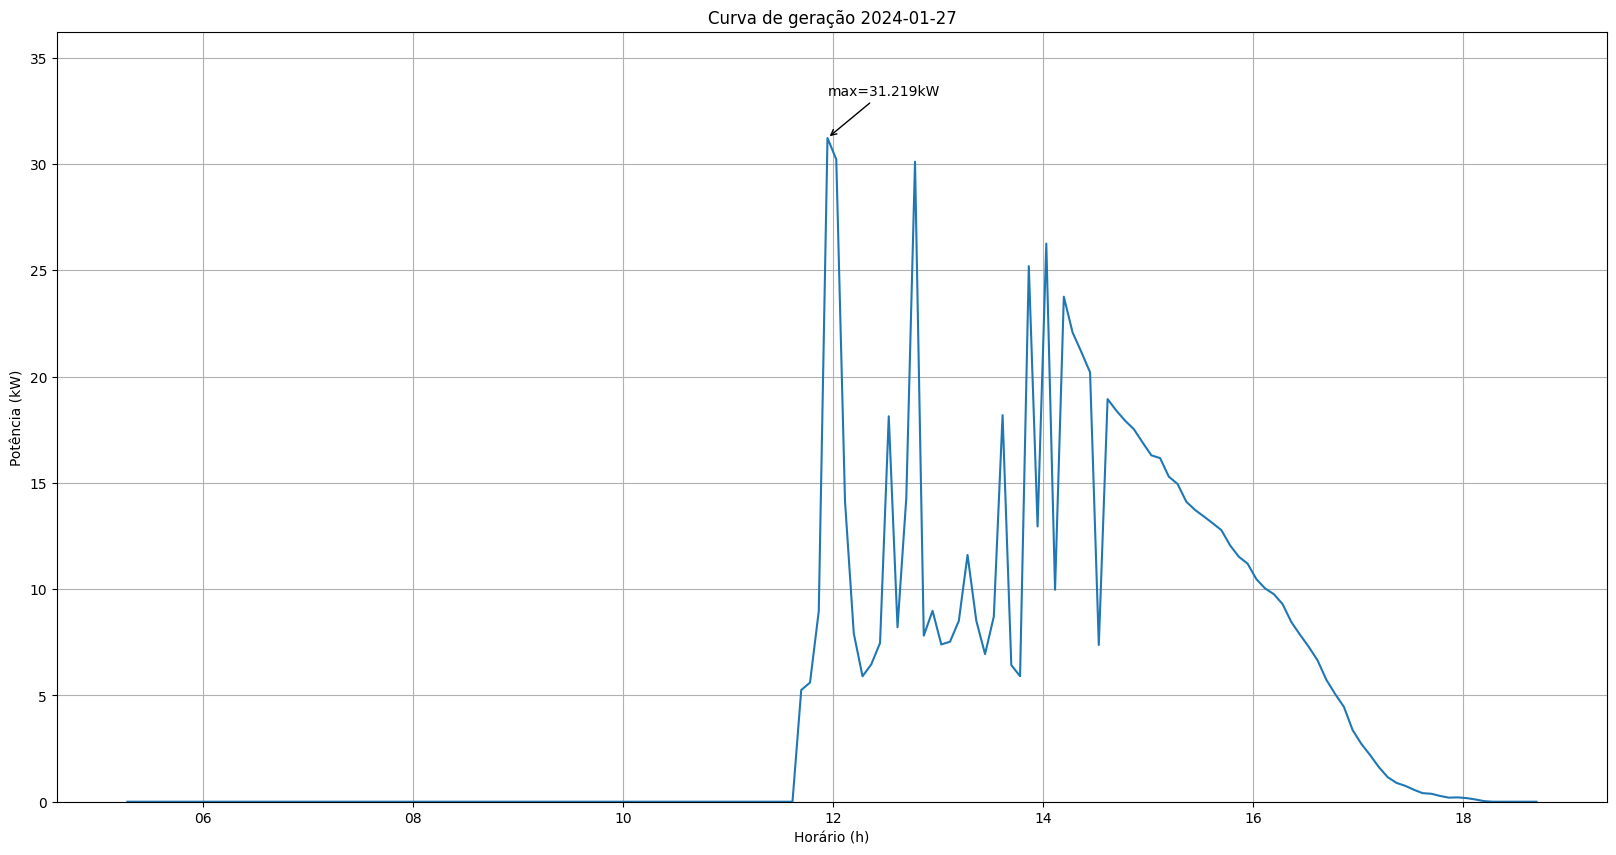 Curva de geração 2024-01-27
35
max=31.219kW
30
25
20
Potência (kW)
15
10
5
0
06 08 10 12 14 16 18
Horário (h)